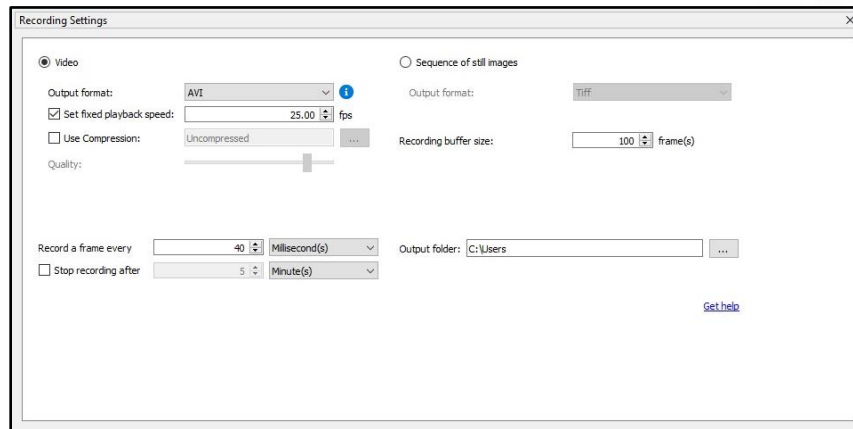 Recording Settings
Video
Sequence of still images
Output format: AVI
Output format: Tiff
Set fixed playback speed: 25.00 fps
Use Compression: Uncompressed ...
Recording buffer size: 100 frame(s)
Quality:
Record a frame every 40 Millisecond(s)
Output folder: C:\Users ...
Stop recording after 5 Minute(s)
Get help